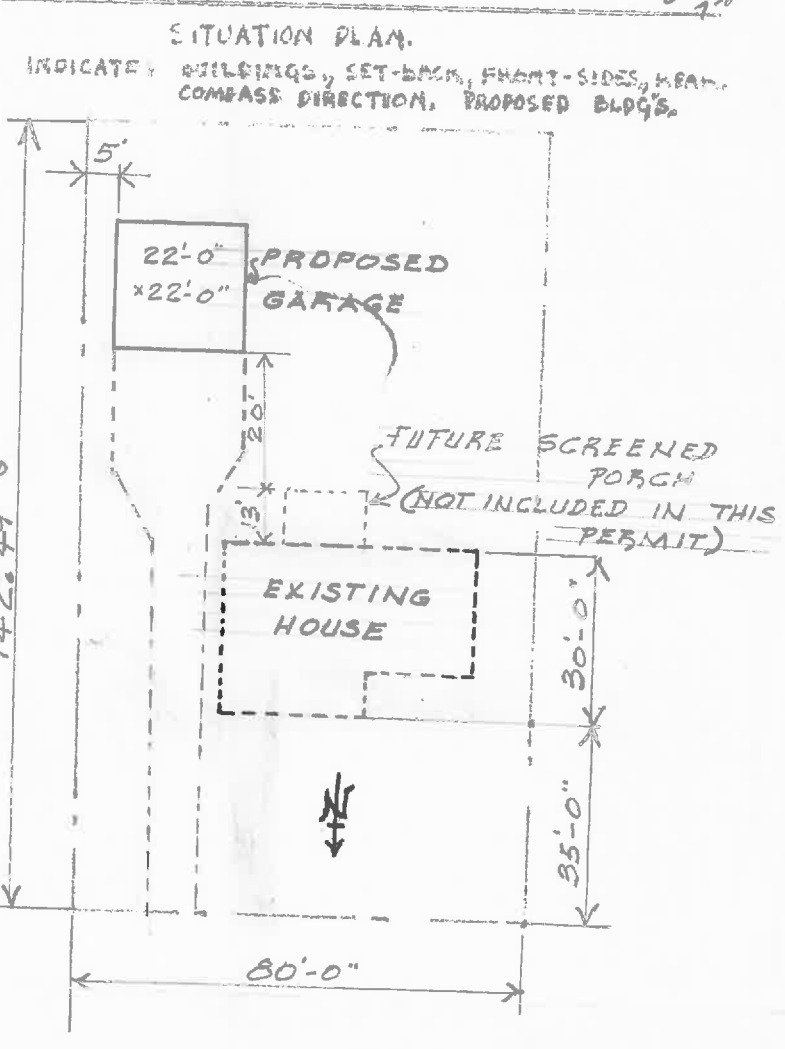 SITUATION PLAN.
INDICATE: BUILDINGS, SET-BACK, FRONT-SIDES, REAR.
COMPASS DIRECTION. PROPOSED BLDG'S.
5'
22'-0"
×22'-0"
PROPOSED
GARAGE
20'
FUTURE SCREENED
PORCH
(NOT INCLUDED IN THIS
PERMIT)
13'
EXISTING
HOUSE
30'-0"
N
35'-0"
80'-0"